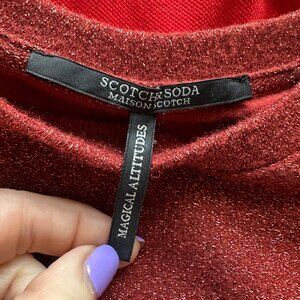 SCOTCH & SODA
MAISON SCOTCH
MAGICAL ALTITUDES